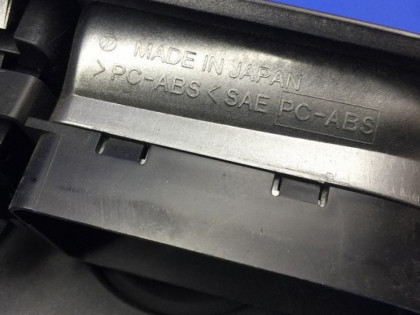 MADE IN JAPAN
>PC-ABS< SAE PC-ABS